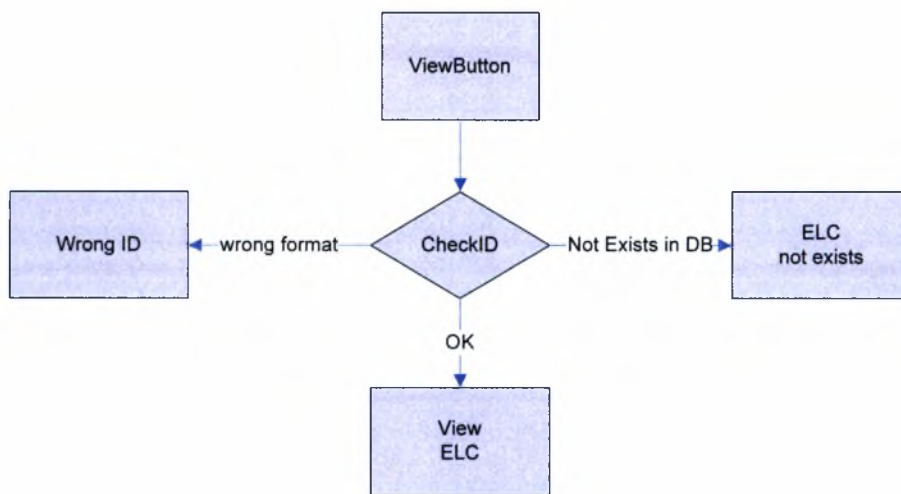 ViewButton
Wrong ID
wrong format
CheckID
Not Exists in DB
ELC
not exists
OK
View
ELC